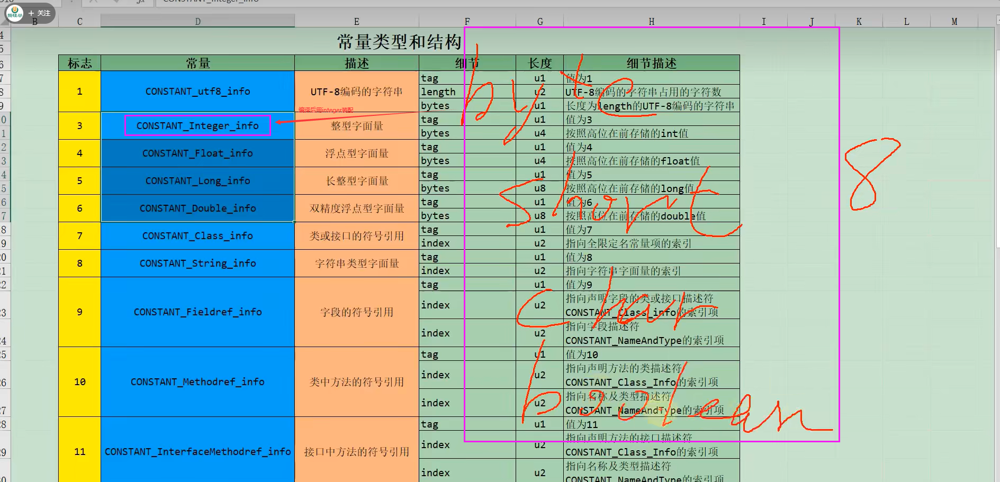 CONSTANT_Integer_info
尚硅谷 + 关注
B C D E F G H I J K L M
常量类型和结构
标志 常量 描述 细节 长度 细节描述
1 CONSTANT_utf8_info UTF-8编码的字符串 tag u1 值为1
length u2 UTF-8编码的字符串占用的字符数
bytes u1 长度为length的UTF-8编码的字符串
编译后用integer装配
3 CONSTANT_Integer_info 整型字面量 tag u1 值为3
bytes u4 按照高位在前存储的int值
4 CONSTANT_Float_info 浮点型字面量 tag u1 值为4
bytes u4 按照高位在前存储的float值
5 CONSTANT_Long_info 长整型字面量 tag u1 值为5
bytes u8 按照高位在前存储的long值
6 CONSTANT_Double_info 双精度浮点型字面量 tag u1 值为6
bytes u8 按照高位在前存储的double值
7 CONSTANT_Class_info 类或接口的符号引用 tag u1 值为7
index u2 指向全限定名常量项的索引
8 CONSTANT_String_info 字符串类型字面量 tag u1 值为8
index u2 指向字符串字面量的索引
9 CONSTANT_Fieldref_info 字段的符号引用 tag u1 值为9
index u2 指向声明字段的类或接口描述符
CONSTANT_Class_info的索引项
index u2 指向字段描述符
CONSTANT_NameAndType的索引项
10 CONSTANT_Methodref_info 类中方法的符号引用 tag u1 值为10
index u2 指向声明方法的类描述符
CONSTANT_Class_Info的索引项
index u2 指向名称及类型描述符
CONSTANT_NameAndType的索引项
11 CONSTANT_InterfaceMethodref_info 接口中方法的符号引用 tag u1 值为11
index u2 指向声明方法的接口描述符
CONSTANT_Class_Info的索引项
index u2 指向名称及类型描述符
CONSTANT_NameAndType的索引项
byte
short
char
boolean
8